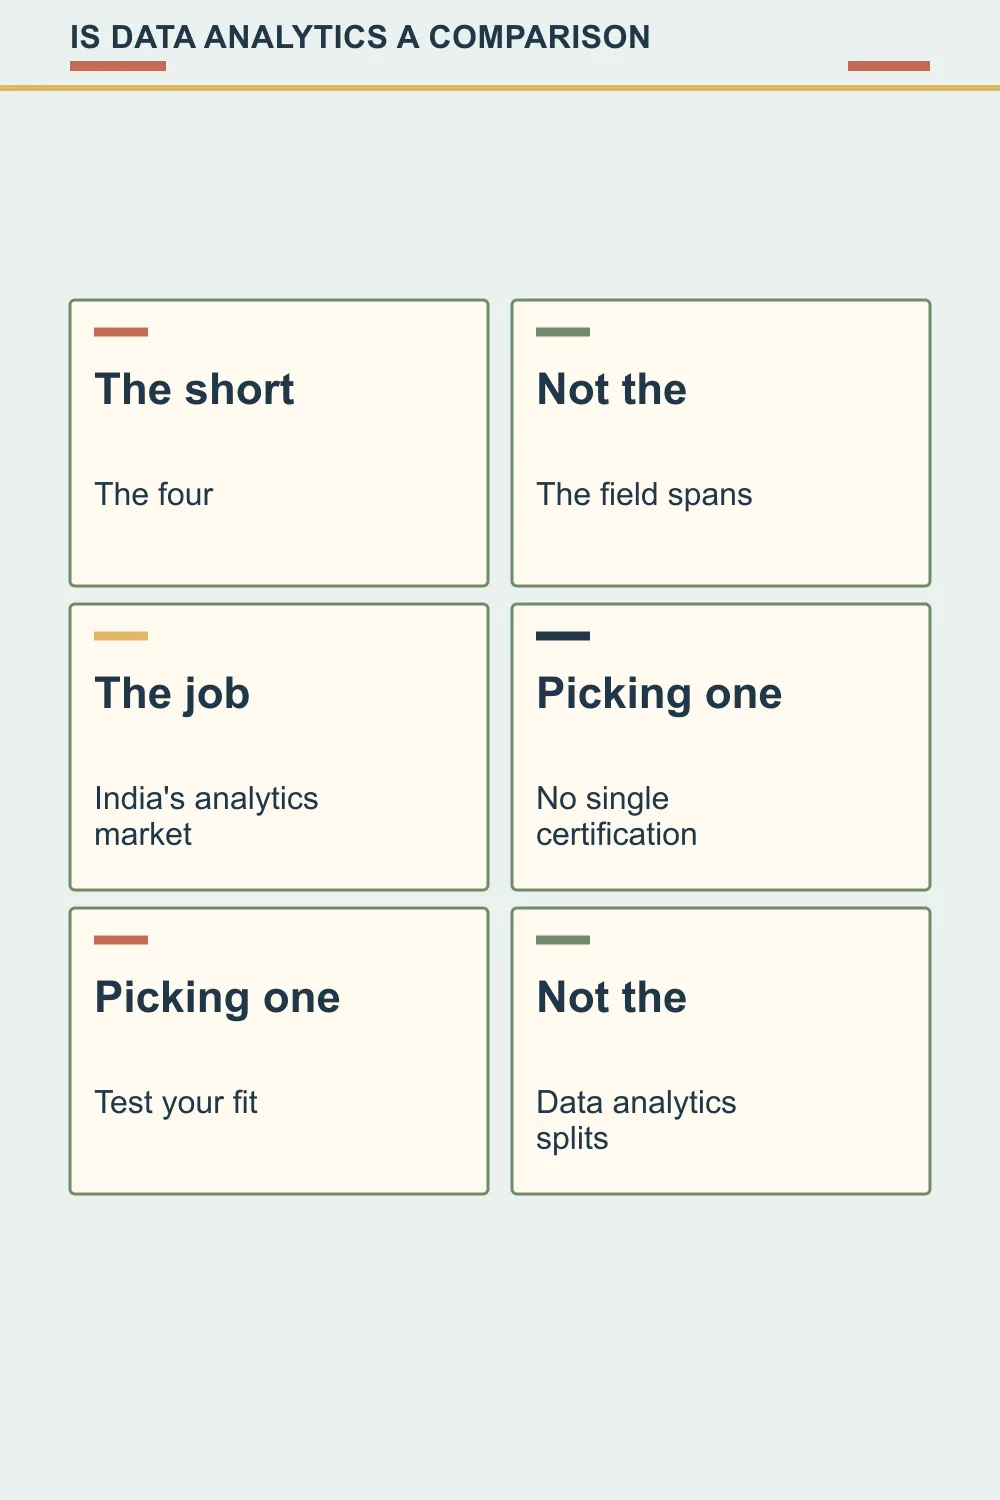 IS DATA ANALYTICS A COMPARISON
The short
The four
Not the
The field spans
The job
India's analytics
market
Picking one
No single
certification
Picking one
Test your fit
Not the
Data analytics
splits